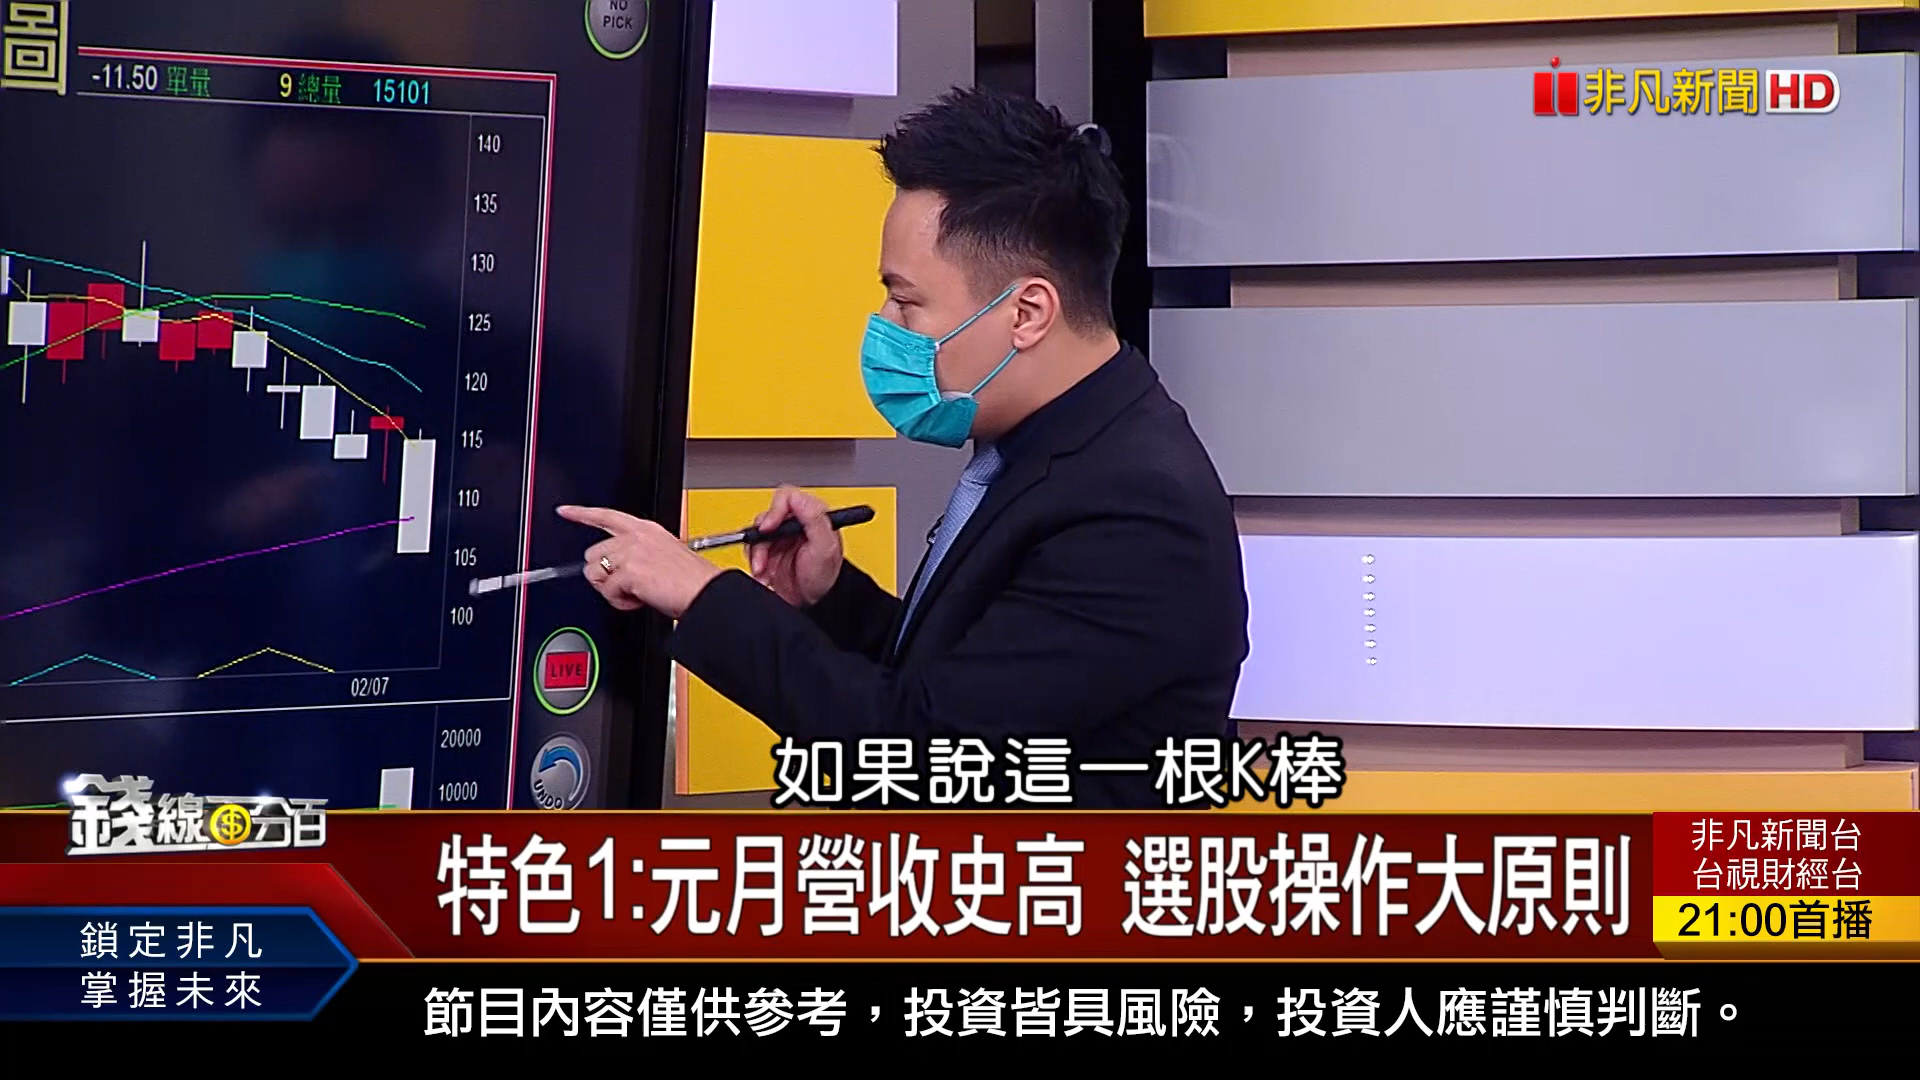 圖
NO
PICK
-11.50 單量 9 總量 15101
140
135
130
125
120
115
110
105
100
02/07
20000
10000
LIVE
UNDO
非凡新聞HD
如果說這一根K棒
錢線百分百
特色1:元月營收史高 選股操作大原則
非凡新聞台
台視財經台
21:00首播
鎖定非凡
掌握未來
節目內容僅供參考，投資皆具風險，投資人應謹慎判斷。